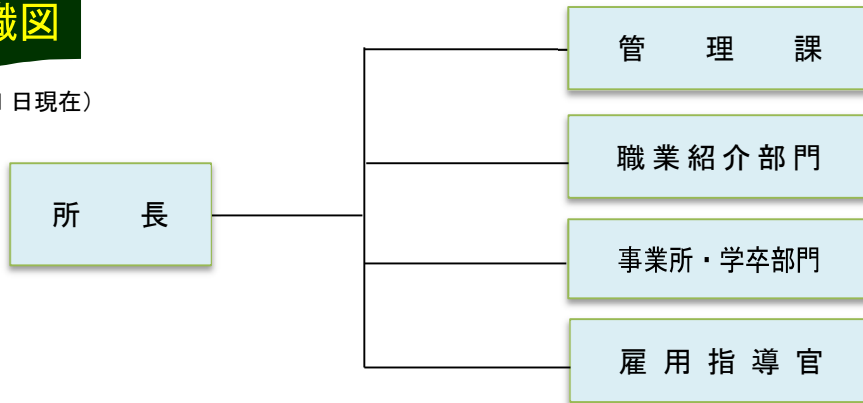 織図
日現在）
管理課
職業紹介部門
所長
事業所・学卒部門
雇用指導官